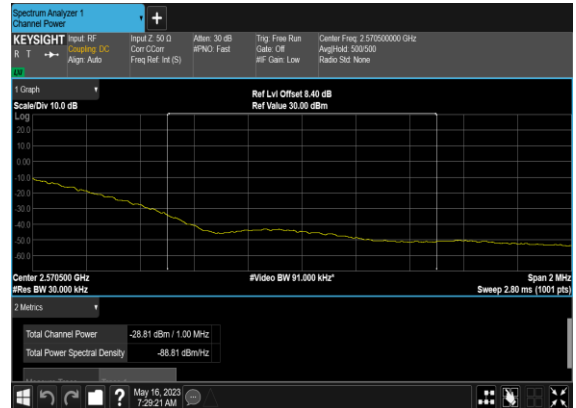 Spectrum Analyzer 1
Channel Power
+
KEYSIGHT Input: RF Input Z: 50 Ω Atten: 30 dB Trig: Free Run Center Freq: 2.570500000 GHz
R T Coupling: DC Corr CCorr #PNO: Fast Gate: Off Avg|Hold: 500/500
Align: Auto Freq Ref: Int (S) #IF Gain: Low Radio Std: None
LW
1 Graph
Ref Lvl Offset 8.40 dB
Scale/Div 10.0 dB Ref Value 30.00 dBm
Log
20.0
10.0
0.00
-10.0
-20.0
-30.0
-40.0
-50.0
-60.0
Center 2.570500 GHz #Video BW 91.000 kHz* Span 2 MHz
#Res BW 30.000 kHz Sweep 2.80 ms (1001 pts)
2 Metrics
Total Channel Power -28.81 dBm / 1.00 MHz
Total Power Spectral Density -88.81 dBm/Hz
? May 16, 2023
7:29:21 AM